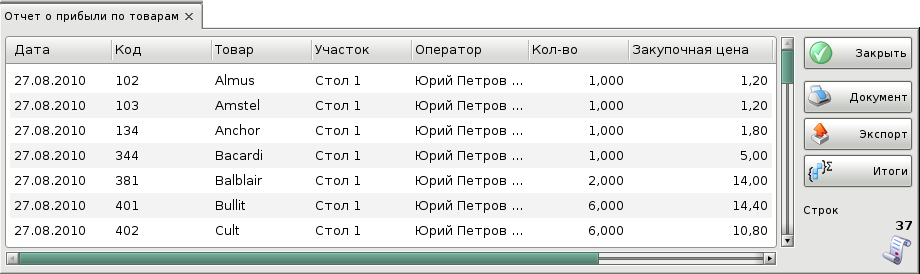 Отчет о прибыли по товарам
Дата Код Товар Участок Оператор Кол-во Закупочная цена
27.08.2010 102 Almus Стол 1 Юрий Петров ... 1,000 1,20
27.08.2010 103 Amstel Стол 1 Юрий Петров ... 1,000 1,20
27.08.2010 134 Anchor Стол 1 Юрий Петров ... 1,000 1,80
27.08.2010 344 Bacardi Стол 1 Юрий Петров ... 1,000 5,00
27.08.2010 381 Balblair Стол 1 Юрий Петров ... 2,000 14,00
27.08.2010 401 Bullit Стол 1 Юрий Петров ... 6,000 14,40
27.08.2010 402 Cult Стол 1 Юрий Петров ... 6,000 10,80
Закрыть
Документ
Экспорт
Итоги
Строк
37